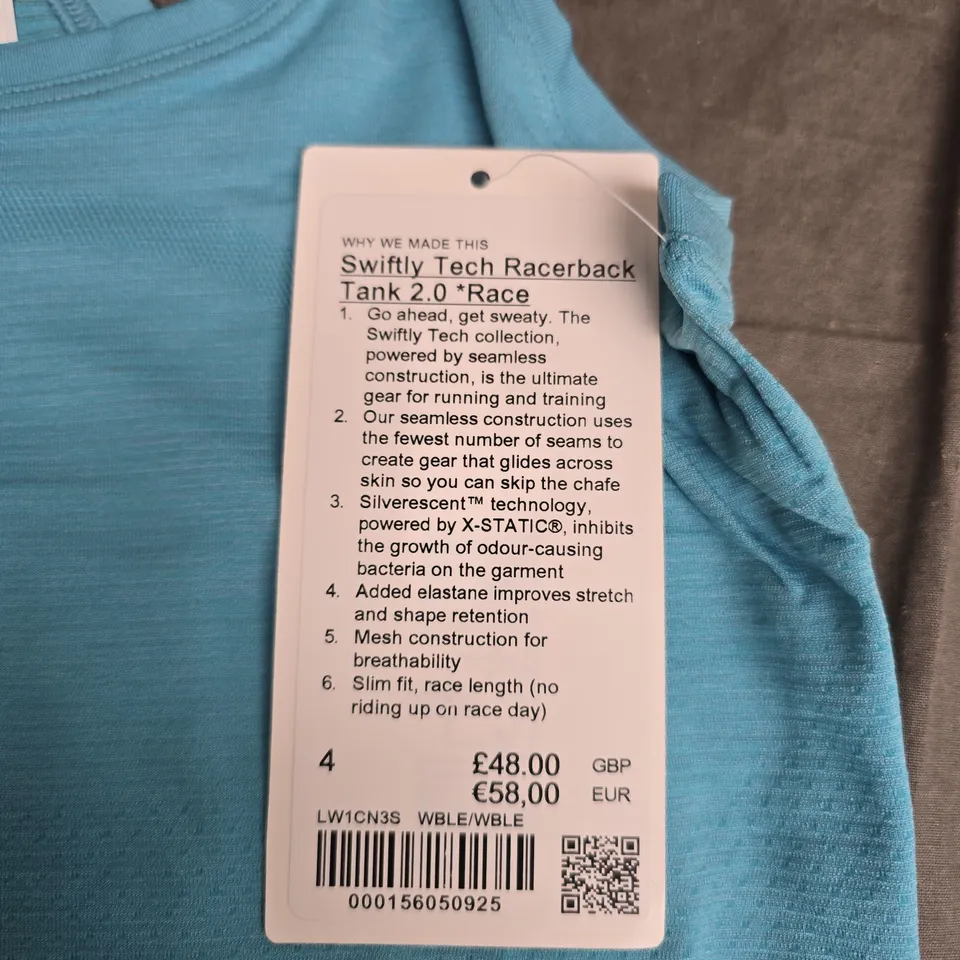 WHY WE MADE THIS
Swiftly Tech Racerback
Tank 2.0 *Race
1. Go ahead, get sweaty. The
Swiftly Tech collection,
powered by seamless
construction, is the ultimate
gear for running and training
2. Our seamless construction uses
the fewest number of seams to
create gear that glides across
skin so you can skip the chafe
3. Silverescent™ technology,
powered by X-STATIC®, inhibits
the growth of odour-causing
bacteria on the garment
4. Added elastane improves stretch
and shape retention
5. Mesh construction for
breathability
6. Slim fit, race length (no
riding up on race day)
4 £48.00 GBP
€58,00 EUR
LW1CN3S WBLE/WBLE
000156050925